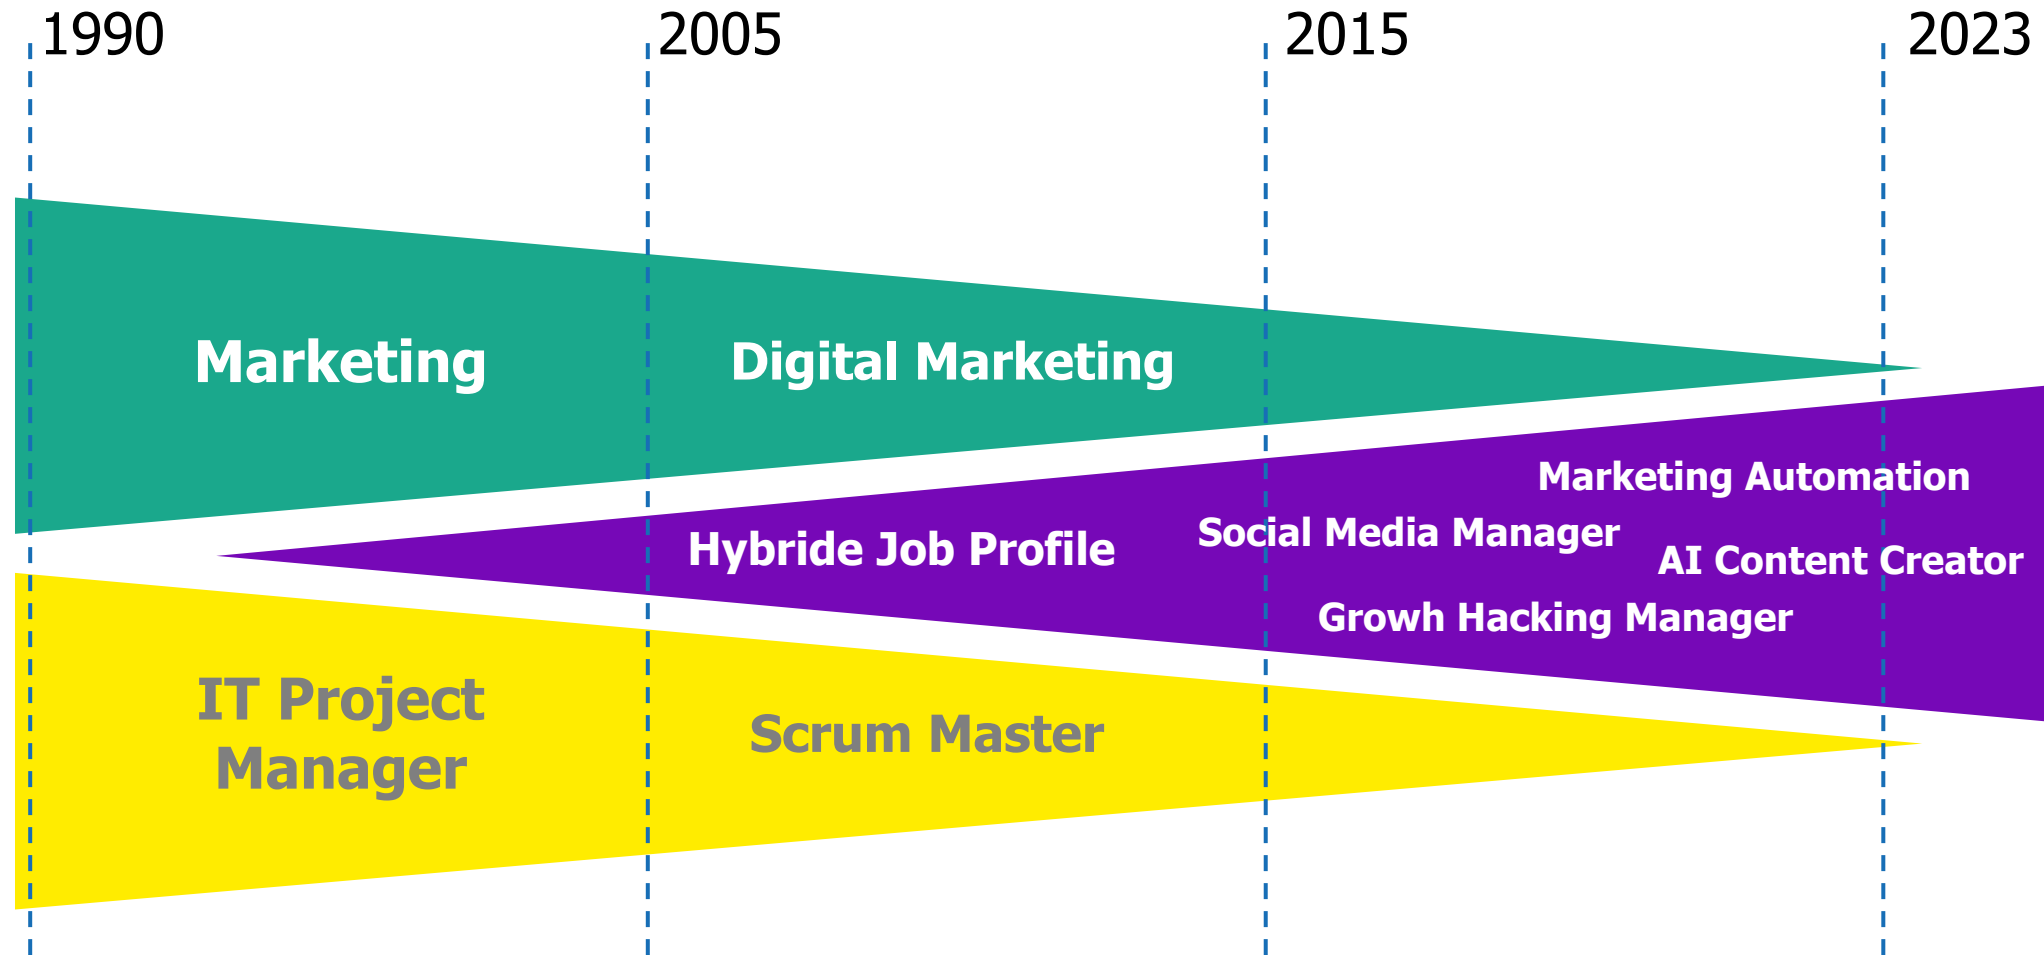 1990
2005
2015
2023
Marketing
Digital Marketing
Marketing Automation
Social Media Manager
Hybride Job Profile
AI Content Creator
Growh Hacking Manager
IT Project
Manager
Scrum Master